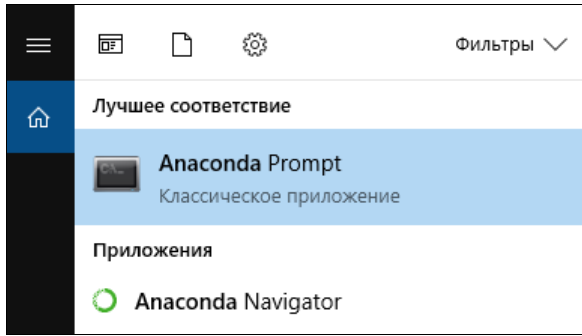 Фильтры
Лучшее соответствие
Anaconda Prompt
Классическое приложение
Приложения
Anaconda Navigator